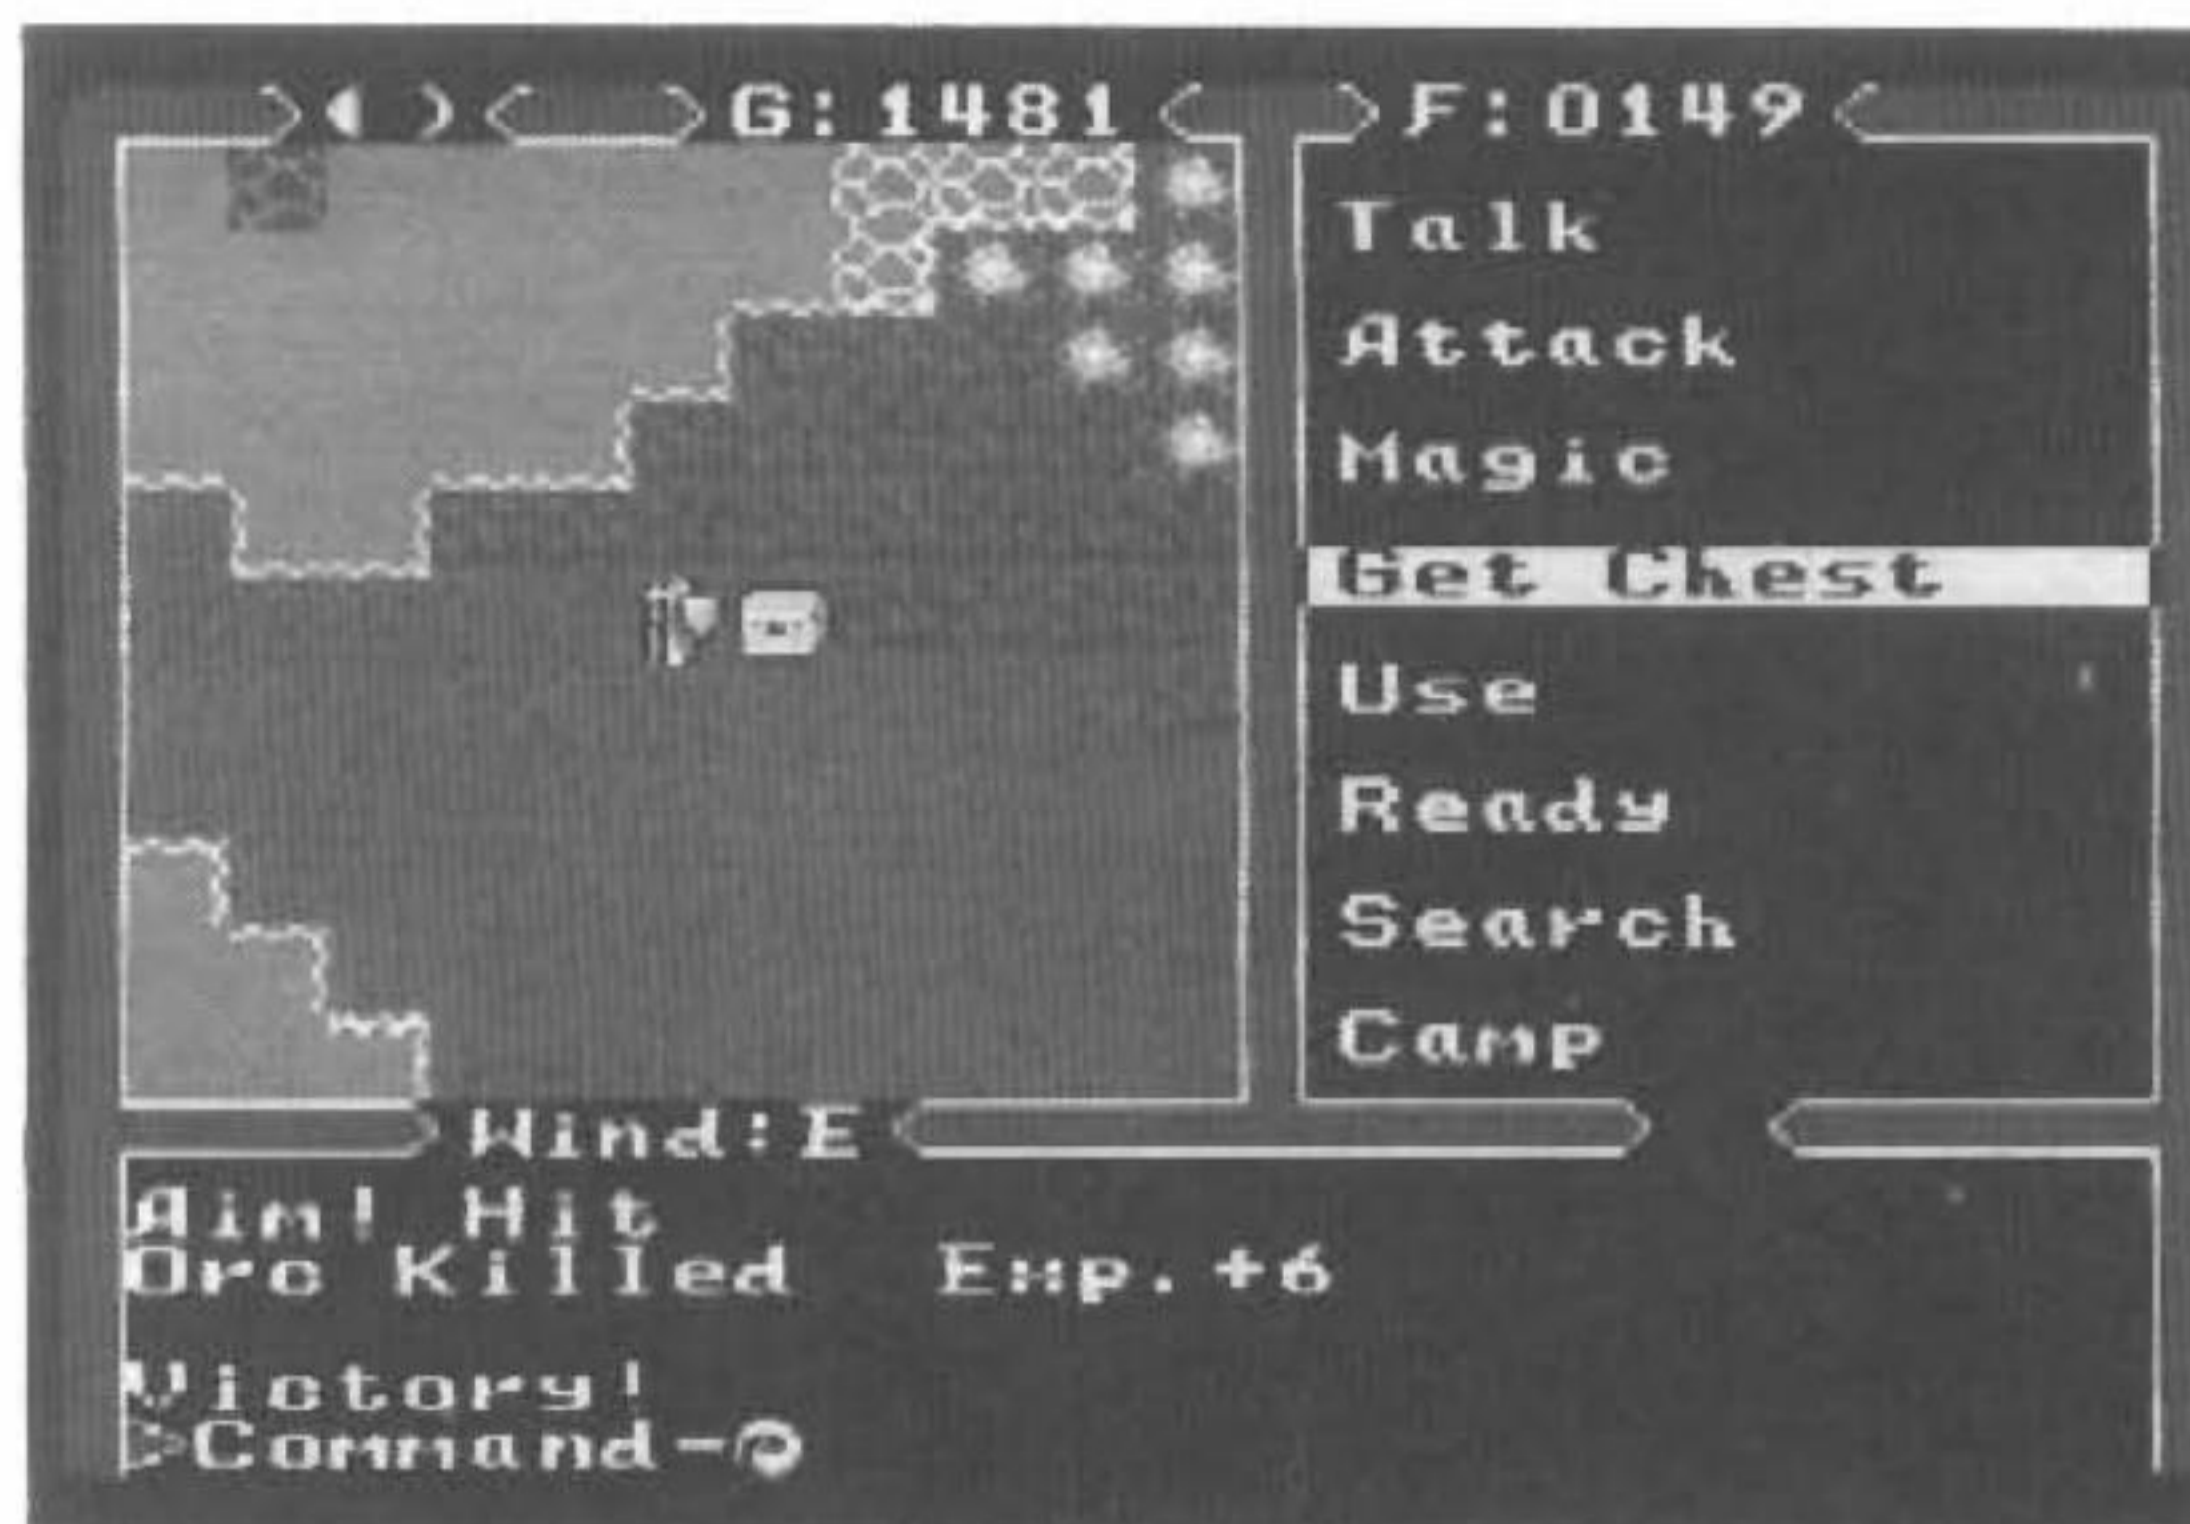 G:1481
F:0149
Talk
Attack
Magic
Get Chest
Use
Ready
Search
Camp
Wind:E
Aim! Hit
Orc Killed Exp.+6
Victory!
>Command-